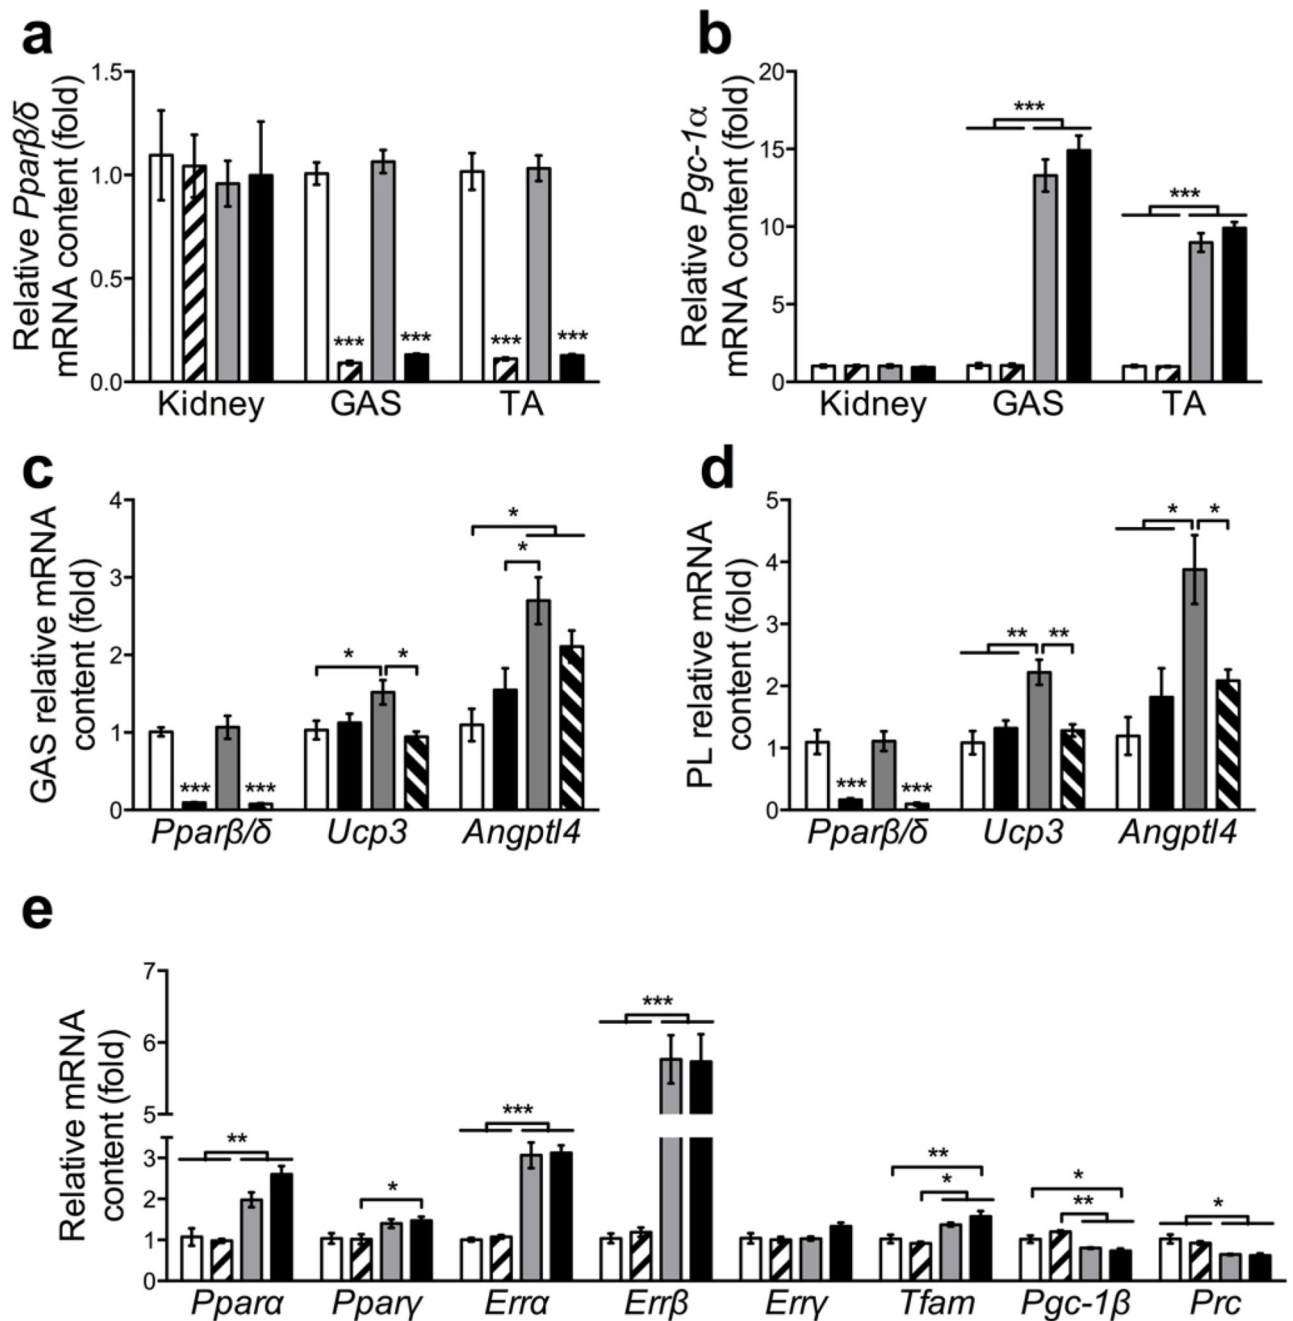 a
Relative Pparβ/δ
mRNA content (fold)
1.5
1.0
0.5
0.0
*** *** *** ***
Kidney GAS TA
b
Relative Pgc-1α
mRNA content (fold)
20
15
10
5
0
***
***
Kidney GAS TA
c
GAS relative mRNA
content (fold)
4
3
2
1
0
*** ***
* *
*
*
Pparβ/δ Ucp3 Angptl4
d
PL relative mRNA
content (fold)
5
4
3
2
1
0
*** ***
** **
* *
Pparβ/δ Ucp3 Angptl4
e
Relative mRNA
content (fold)
7
6
5
3
2
1
0
**
*
***
***
**
*
*
**
*
Pparα Pparγ Errα Errβ Errγ Tfam Pgc-1β Prc